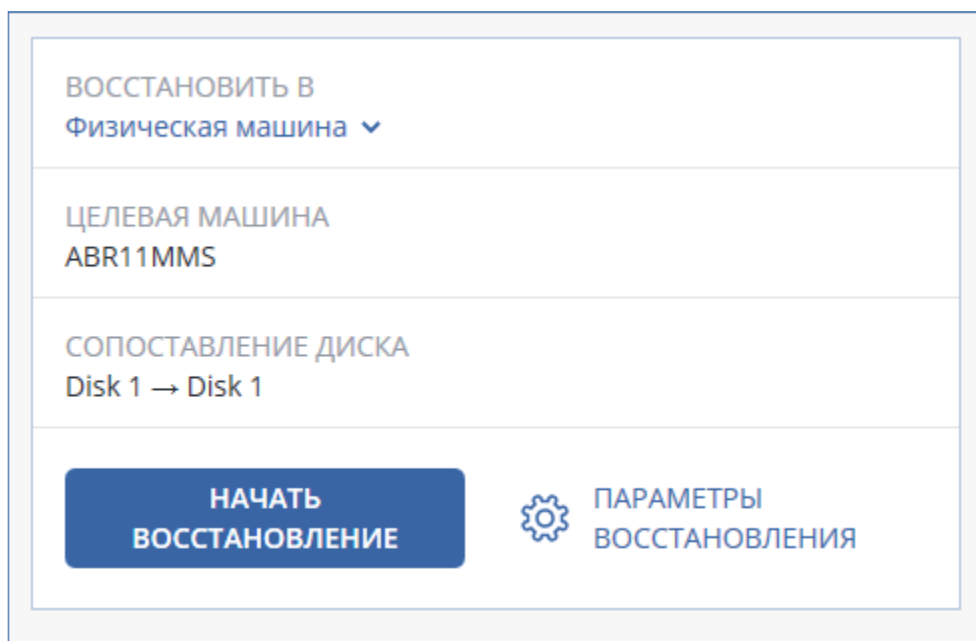 ВОССТАНОВИТЬ В
Физическая машина
ЦЕЛЕВАЯ МАШИНА
ABR11MMS
СОПОСТАВЛЕНИЕ ДИСКА
Disk 1 → Disk 1
НАЧАТЬ
ВОССТАНОВЛЕНИЕ
ПАРАМЕТРЫ
ВОССТАНОВЛЕНИЯ